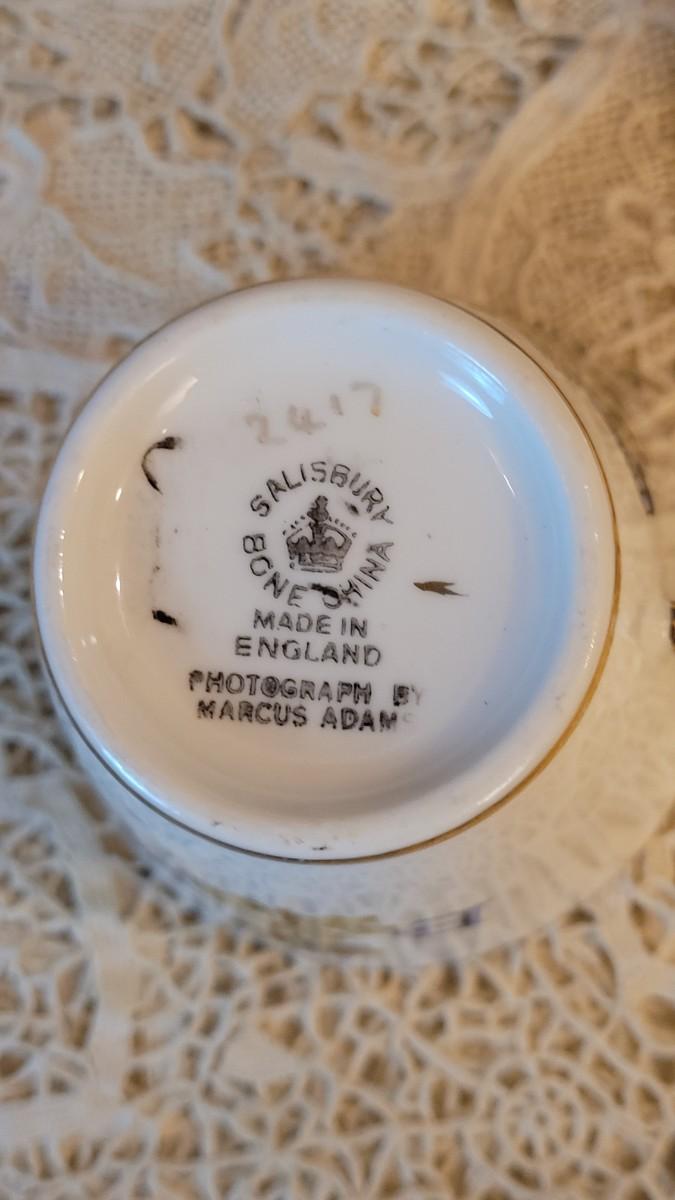 2417
SALISBURY
BONE CHINA
MADE IN
ENGLAND
PHOTOGRAPH BY
MARCUS ADAMS